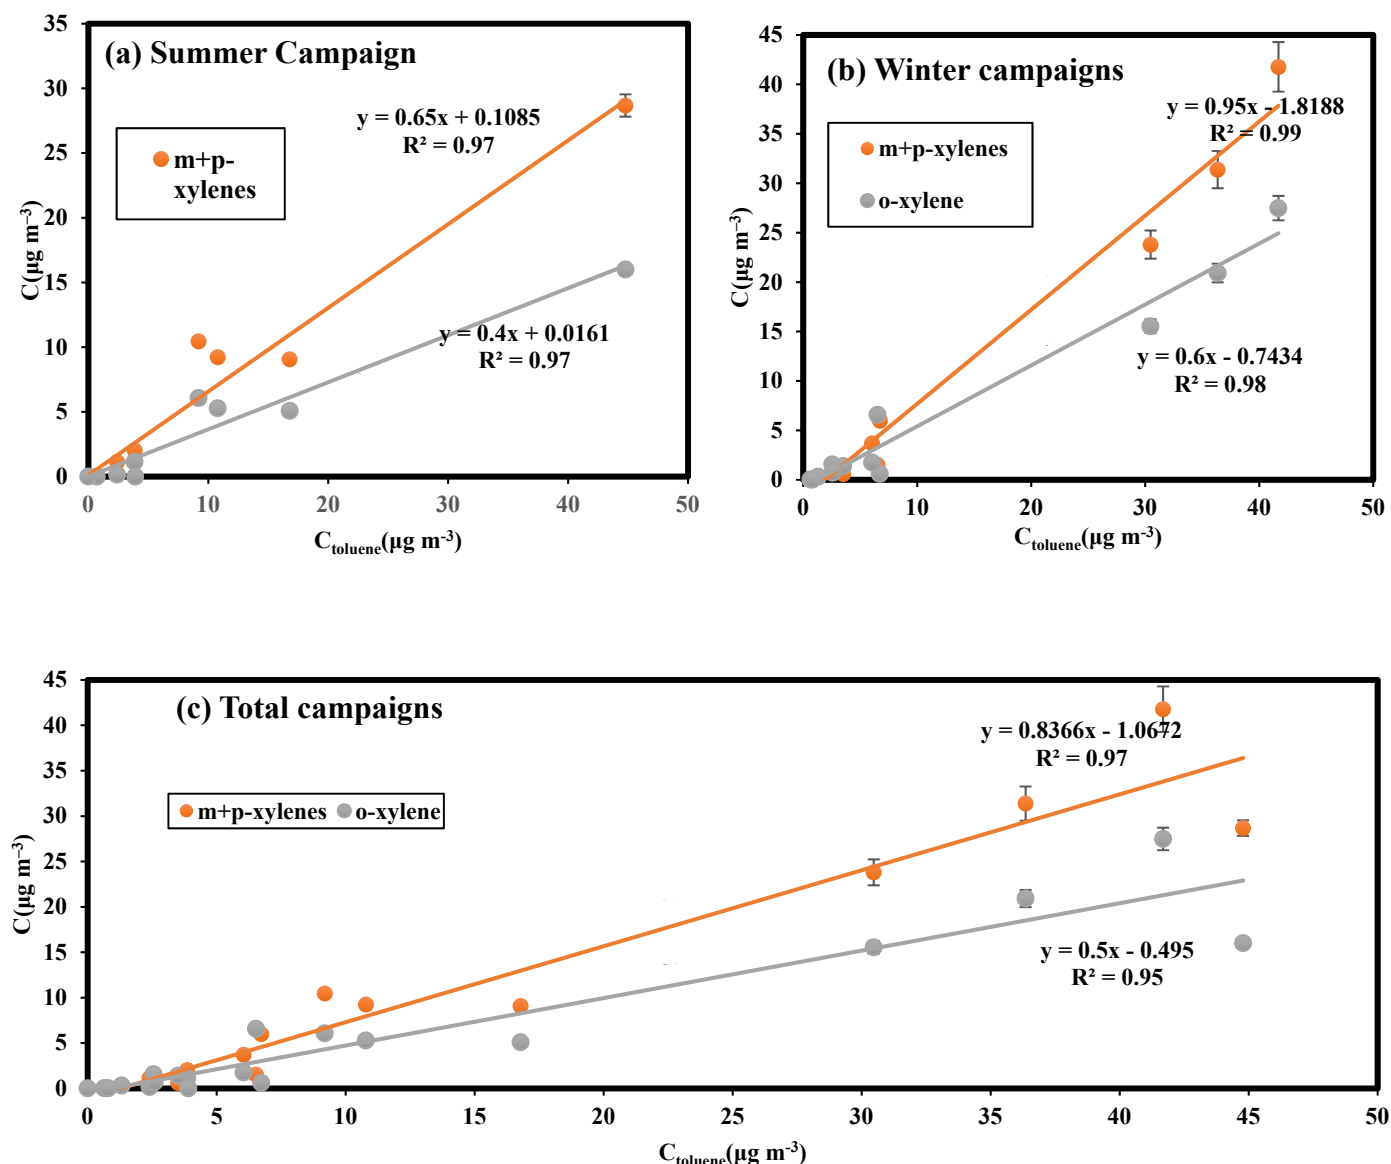 (a) Summer Campaign
35
30
25
20
15
10
5
0
C(µg m⁻³)
y = 0.65x + 0.1085
R² = 0.97
m+p-
xylenes
y = 0.4x + 0.0161
R² = 0.97
0 10 20 30 40 50
C_toluene(µg m⁻³)
(b) Winter campaigns
45
40
35
30
25
20
15
10
5
0
C(µg m⁻³)
y = 0.95x - 1.8188
R² = 0.99
m+p-xylenes
o-xylene
y = 0.6x - 0.7434
R² = 0.98
0 10 20 30 40 50
C_toluene(µg m⁻³)
(c) Total campaigns
45
40
35
30
25
20
15
10
5
0
C(µg m⁻³)
y = 0.8366x - 1.0672
R² = 0.97
m+p-xylenes o-xylene
y = 0.5x - 0.495
R² = 0.95
0 5 10 15 20 25 30 35 40 45 50
C_toluene(µg m⁻³)